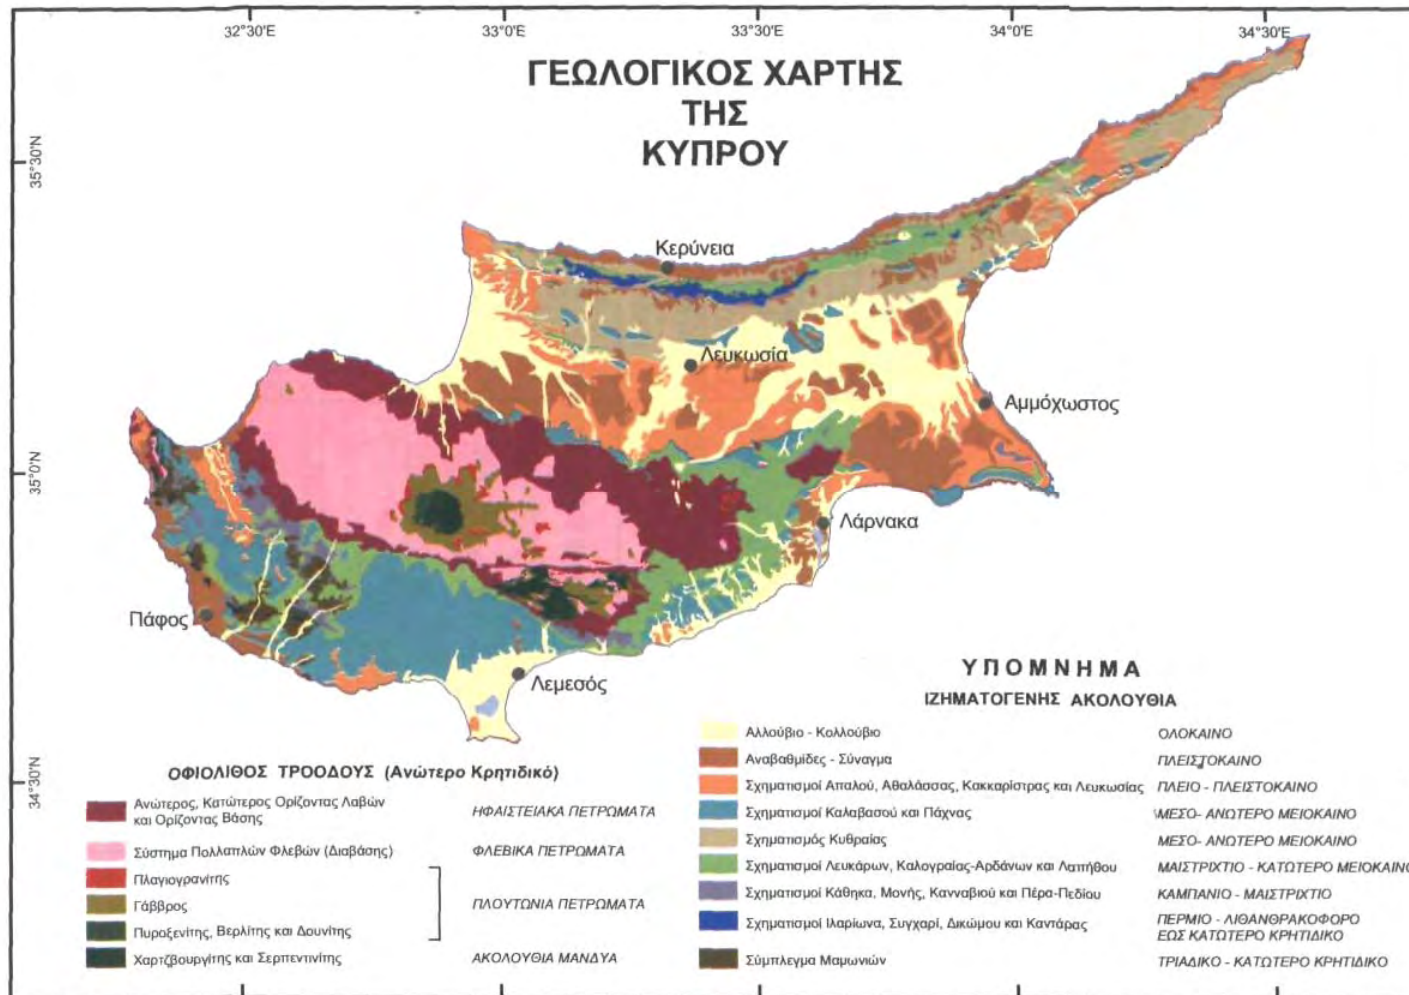 32°30'E 33°0'E 33°30'E 34°0'E 34°30'E
ΓΕΩΛΟΓΙΚΟΣ ΧΑΡΤΗΣ
ΤΗΣ
ΚΥΠΡΟΥ
35°30'N
35°0'N
34°30'N
Κερύνεια
Λευκωσία
Αμμόχωστος
Λάρνακα
Πάφος
Λεμεσός
ΟΦΙΟΛΙΘΟΣ ΤΡΟΟΔΟΥΣ (Ανώτερο Κρητιδικό)
Ανώτερος, Κατώτερος Ορίζοντας Λαβών
και Ορίζοντας Βάσης
ΗΦΑΙΣΤΕΙΑΚΑ ΠΕΤΡΩΜΑΤΑ
Σύστημα Πολλαπλών Φλεβών (Διαβάσης) ΦΛΕΒΙΚΑ ΠΕΤΡΩΜΑΤΑ
Πλαγιογρανίτης
Γάββρος
ΠΛΟΥΤΩΝΙΑ ΠΕΤΡΩΜΑΤΑ
Πυροξενίτης, Βερλίτης και Δουνίτης
Χαρτζβουργίτης και Σερπεντινίτης ΑΚΟΛΟΥΘΙΑ ΜΑΝΔΥΑ
ΥΠΟΜΝΗΜΑ
ΙΖΗΜΑΤΟΓΕΝΗΣ ΑΚΟΛΟΥΘΙΑ
Αλλούβιο - Κολλούβιο ΟΛΟΚΑΙΝΟ
Αναβαθμίδες - Σύναγμα ΠΛΕΙΣΤΟΚΑΙΝΟ
Σχηματισμοί Απαλού, Αθαλάσσας, Κακκαρίστρας και Λευκωσίας ΠΛΕΙΟ - ΠΛΕΙΣΤΟΚΑΙΝΟ
Σχηματισμοί Καλαβασού και Πάχνας ΜΕΣΟ- ΑΝΩΤΕΡΟ ΜΕΙΟΚΑΙΝΟ
Σχηματισμός Κυθραίας ΜΕΣΟ- ΑΝΩΤΕΡΟ ΜΕΙΟΚΑΙΝΟ
Σχηματισμοί Λευκάρων, Καλογραίας-Αρδάνων και Λαπήθου ΜΑΙΣΤΡΙΧΤΙΟ - ΚΑΤΩΤΕΡΟ ΜΕΙΟΚΑΙΝΟ
Σχηματισμοί Κάθηκα, Μονής, Κανναβιού και Πέρα-Πεδίου ΚΑΜΠΑΝΙΟ - ΜΑΙΣΤΡΙΧΤΙΟ
Σχηματισμοί Ιλαρίωνα, Συγχαρί, Δικώμου και Καντάρας ΠΕΡΜΙΟ - ΛΙΘΑΝΘΡΑΚΟΦΟΡΟ
ΕΩΣ ΚΑΤΩΤΕΡΟ ΚΡΗΤΙΔΙΚΟ
Σύμπλεγμα Μαμωνιών ΤΡΙΑΔΙΚΟ - ΚΑΤΩΤΕΡΟ ΚΡΗΤΙΔΙΚΟ